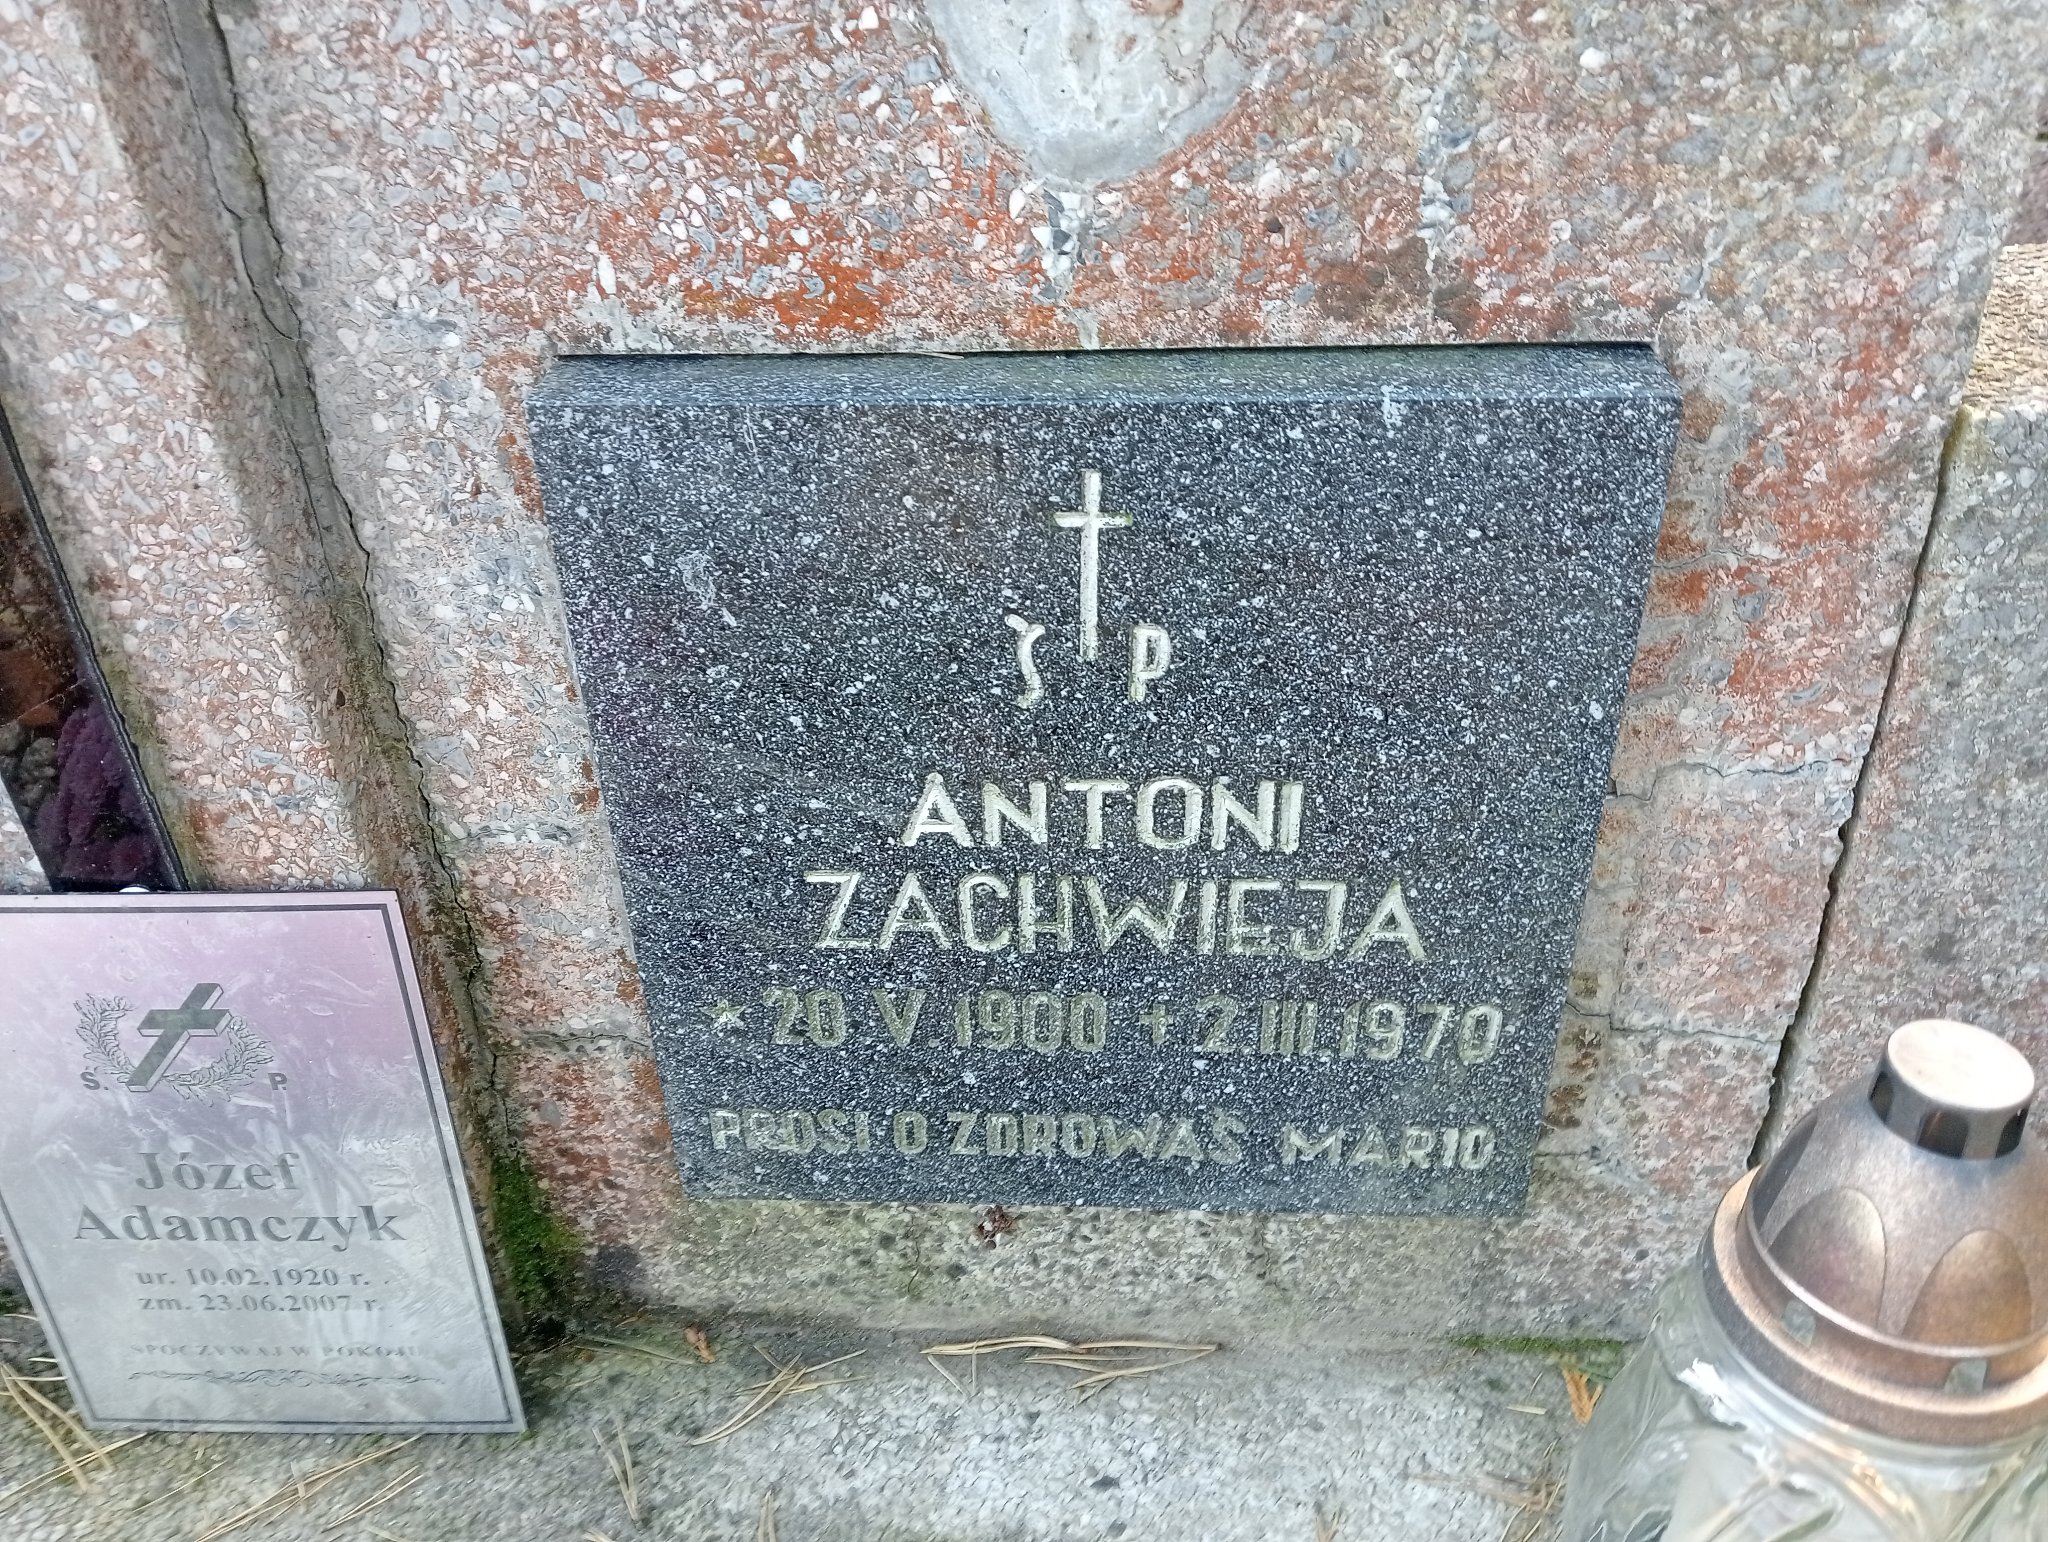 Ś P
ANTONI
ZACHWIEJA
* 20.V.1900 + 2.III.1970
PROSI O ZDROWAŚ MARIO
Ś. P.
Józef
Adamczyk
ur. 10.02.1920 r.
zm. 23.06.2007 r.
SPOCZYWAJ W POKOJU